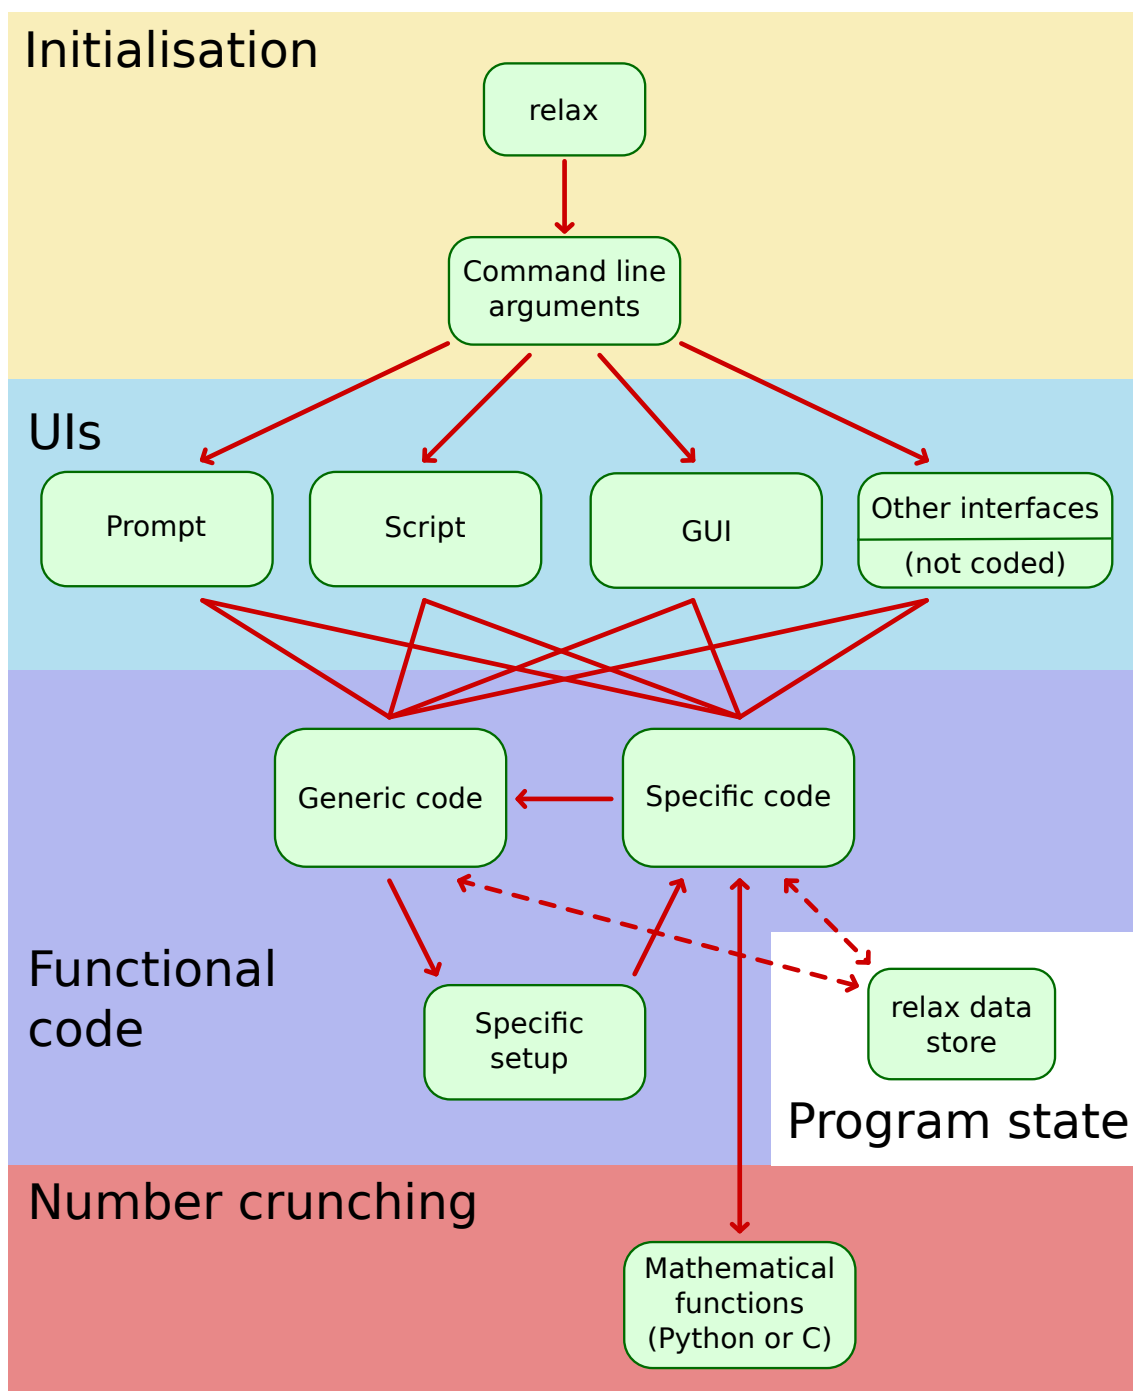 Initialisation
relax
Command line
arguments
UIs
Prompt
Script
GUI
Other interfaces
(not coded)
Generic code
Specific code
Functional
code
Specific
setup
relax data
store
Program state
Number crunching
Mathematical
functions
(Python or C)